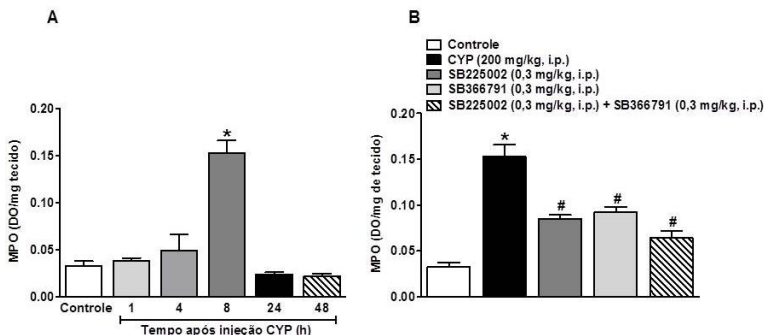 A
MPO (DO/mg tecido)
0.20
0.15
0.10
0.05
0.00
*
Controle 1 4 8 24 48
Tempo após injeção CYP (h)
B
Controle
CYP (200 mg/kg, i.p.)
SB225002 (0,3 mg/kg, i.p.)
SB366791 (0,3 mg/kg, i.p.)
SB225002 (0,3 mg/kg, i.p.) + SB366791 (0,3 mg/kg, i.p.)
MPO (DO/mg de tecido)
0.20
0.15
0.10
0.05
0.00
*
# # #